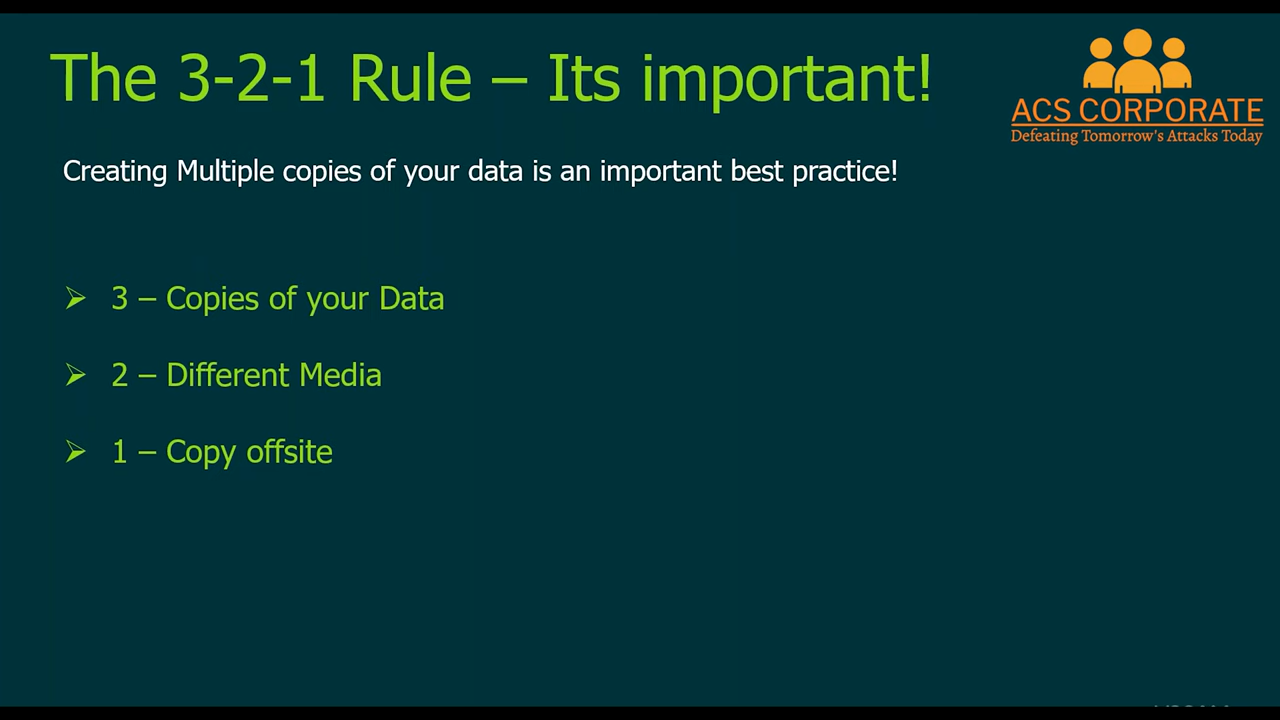 The 3-2-1 Rule – Its important!
ACS CORPORATE
Defeating Tomorrow's Attacks Today
Creating Multiple copies of your data is an important best practice!
➢ 3 – Copies of your Data
➢ 2 – Different Media
➢ 1 – Copy offsite